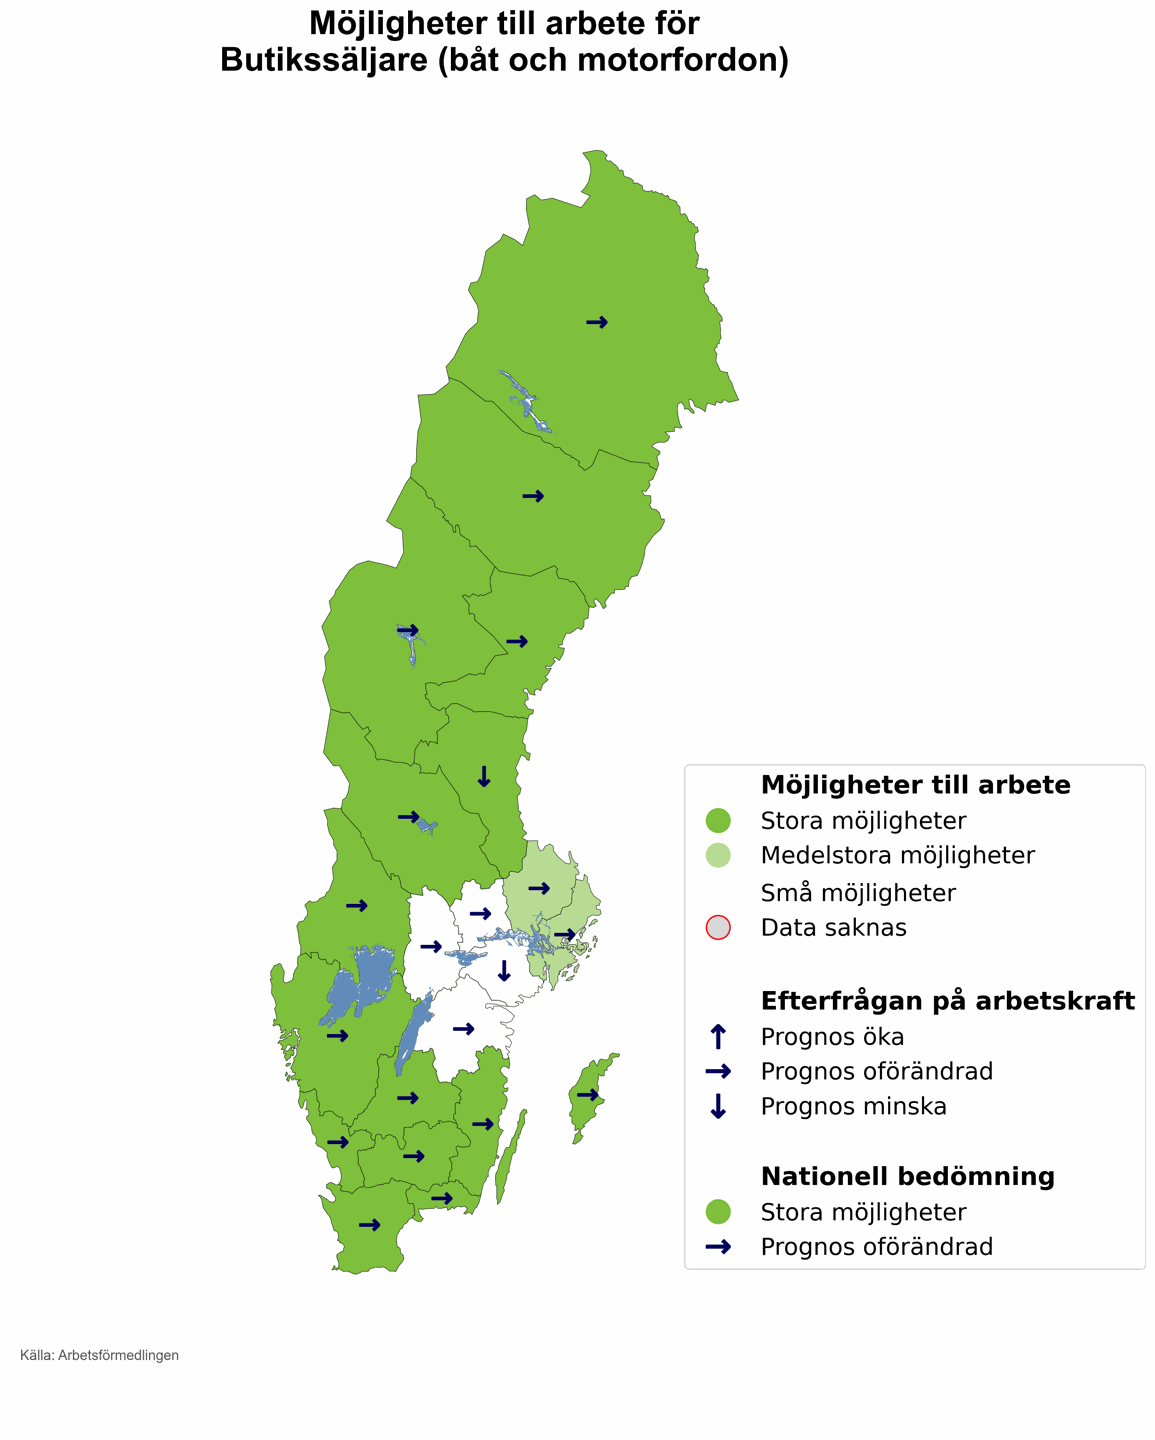 Möjligheter till arbete för
Butikssäljare (båt och motorfordon)
Möjligheter till arbete
Stora möjligheter
Medelstora möjligheter
Små möjligheter
Data saknas
Efterfrågan på arbetskraft
Prognos öka
Prognos oförändrad
Prognos minska
Nationell bedömning
Stora möjligheter
Prognos oförändrad
Källa: Arbetsförmedlingen